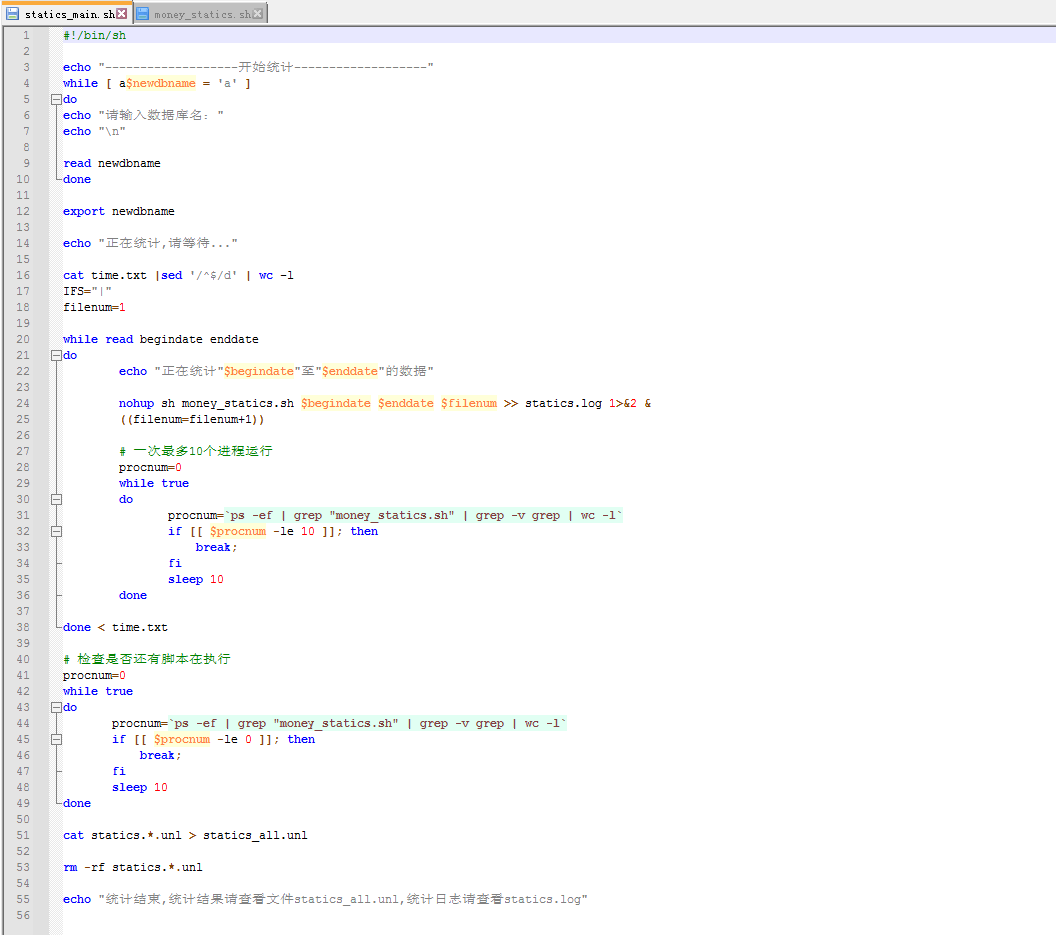 statics_main.sh money_statics.sh
1 #!/bin/sh
2
3 echo "-------------------开始统计-------------------"
4 while [ a$newdbname = 'a' ]
5 do
6 echo "请输入数据库名: "
7 echo "\n"
8
9 read newdbname
10 done
11
12 export newdbname
13
14 echo "正在统计,请等待..."
15
16 cat time.txt |sed '/^$/d' | wc -l
17 IFS="|"
18 filenum=1
19
20 while read begindate enddate
21 do
22 echo "正在统计"$begindate"至"$enddate"的数据"
23
24 nohup sh money_statics.sh $begindate $enddate $filenum >> statics.log 1>&2 &
25 ((filenum=filenum+1))
26
27 # 一次最多10个进程运行
28 procnum=0
29 while true
30 do
31 procnum=`ps -ef | grep "money_statics.sh" | grep -v grep | wc -l`
32 if [[ $procnum -le 10 ]]; then
33 break;
34 fi
35 sleep 10
36 done
37
38 done < time.txt
39
40 # 检查是否还有脚本在执行
41 procnum=0
42 while true
43 do
44 procnum=`ps -ef | grep "money_statics.sh" | grep -v grep | wc -l`
45 if [[ $procnum -le 0 ]]; then
46 break;
47 fi
48 sleep 10
49 done
50
51 cat statics.*.unl > statics_all.unl
52
53 rm -rf statics.*.unl
54
55 echo "统计结束,统计结果请查看文件statics_all.unl,统计日志请查看statics.log"
56